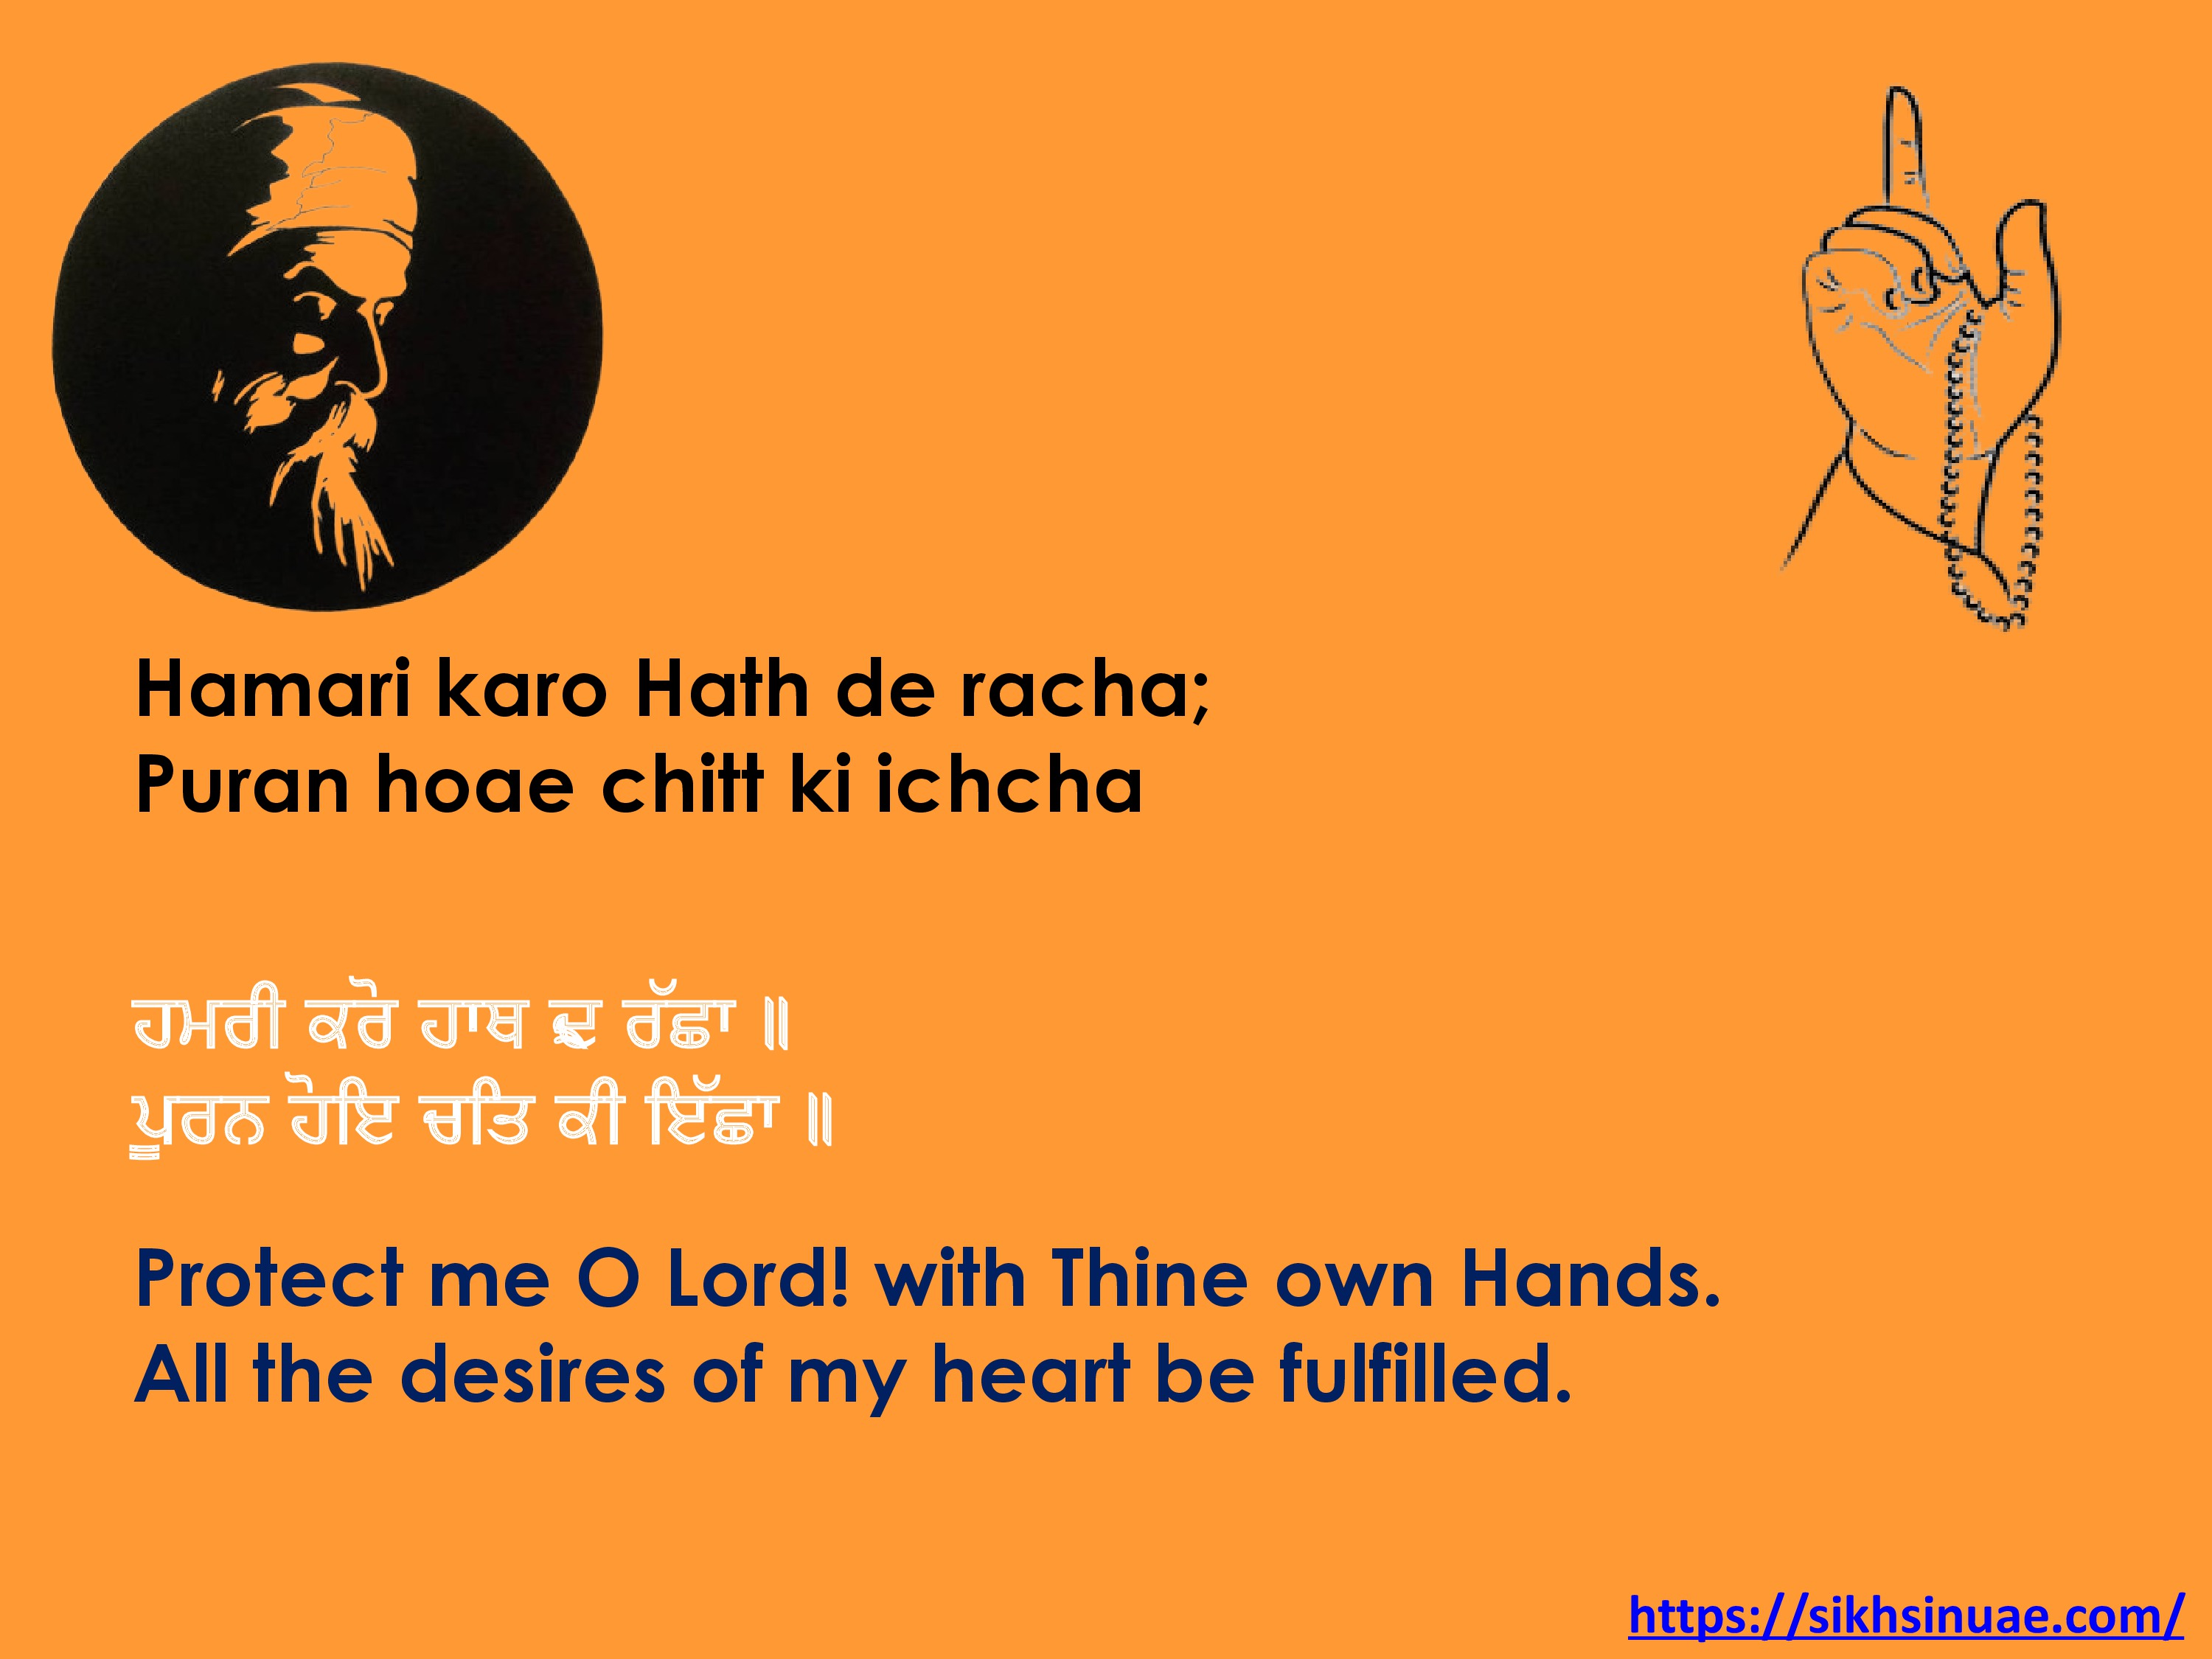 Hamari karo Hath de racha;
Puran hoae chitt ki ichcha
ਹਮਰੀ ਕਰੋ ਹਾਥ ਦੈ ਰੱਛਾ ॥
ਪੂਰਨ ਹੋਇ ਚਿਤ ਕੀ ਇੱਛਾ ॥
Protect me O Lord! with Thine own Hands.
All the desires of my heart be fulfilled.
https://sikhsinuae.com/